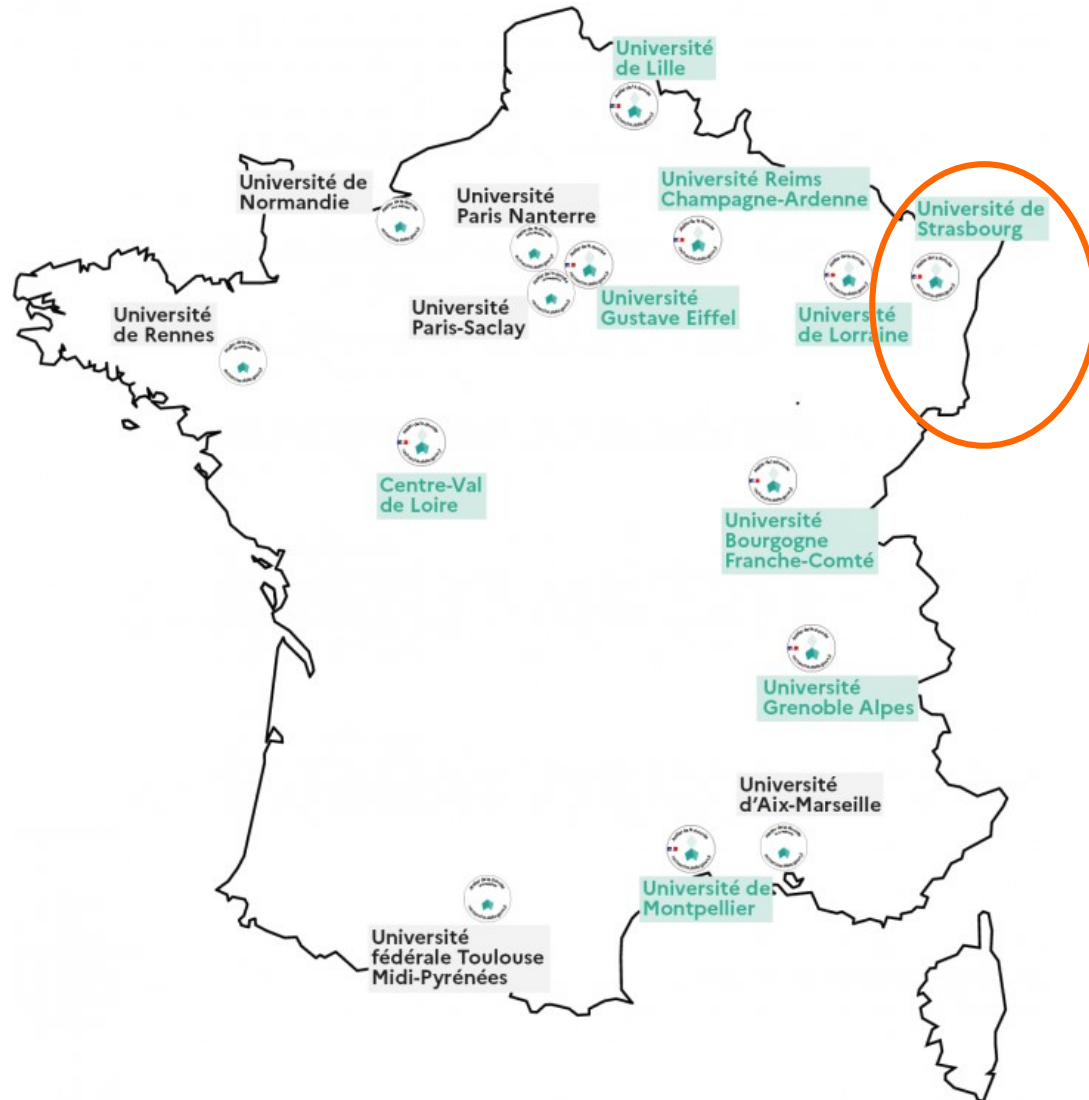 Université
de Lille
Université de
Normandie
Université
Paris Nanterre
Université Reims
Champagne-Ardenne
Université de
Strasbourg
Université
de Rennes
Université
Paris-Saclay
Université
Gustave Eiffel
Université
de Lorraine
Centre-Val
de Loire
Université
Bourgogne
Franche-Comté
Université
Grenoble Alpes
Université
d'Aix-Marseille
Université de
Montpellier
Université
fédérale Toulouse
Midi-Pyrénées